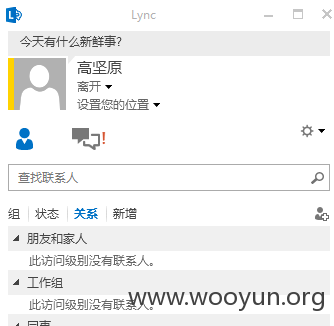 Lync
今天有什么新鲜事?
高坚原
离开
设置您的位置
!
查找联系人
组 状态 关系 新增
朋友和家人
此访问级别没有联系人。
工作组
此访问级别没有联系人。
www.wooyun.org
同事